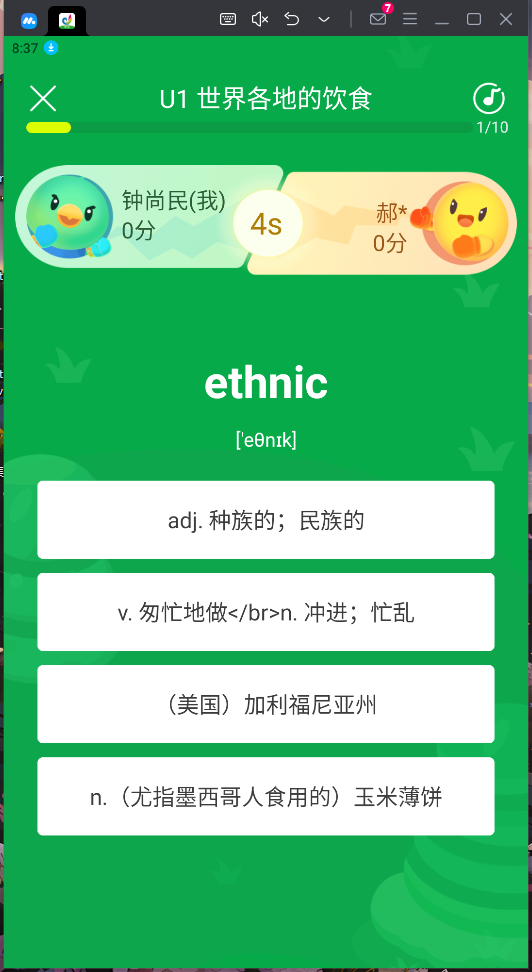 7
8:37
U1 世界各地的饮食
1/10
钟尚民(我)
0分
4s
郝*
0分
ethnic
['eθnɪk]
adj. 种族的；民族的
v. 匆忙地做</br>n. 冲进；忙乱
（美国）加利福尼亚州
n.（尤指墨西哥人食用的）玉米薄饼